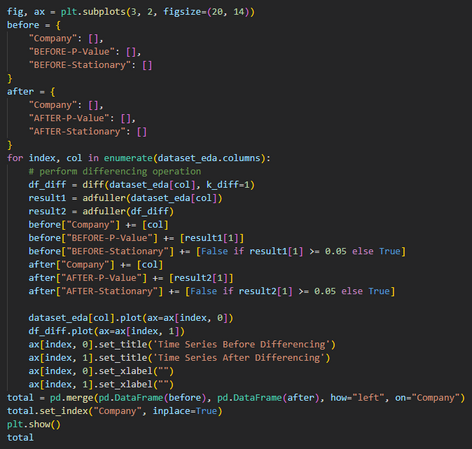 fig, ax = plt.subplots(3, 2, figsize=(20, 14))
before = {
    "Company": [],
    "BEFORE-P-Value": [],
    "BEFORE-Stationary": []
}
after = {
    "Company": [],
    "AFTER-P-Value": [],
    "AFTER-Stationary": []
}
for index, col in enumerate(dataset_eda.columns):
    # perform differencing operation
    df_diff = diff(dataset_eda[col], k_diff=1)
    result1 = adfuller(dataset_eda[col])
    result2 = adfuller(df_diff)
    before["Company"] += [col]
    before["BEFORE-P-Value"] += [result1[1]]
    before["BEFORE-Stationary"] += [False if result1[1] >= 0.05 else True]
    after["Company"] += [col]
    after["AFTER-P-Value"] += [result2[1]]
    after["AFTER-Stationary"] += [False if result2[1] >= 0.05 else True]

    dataset_eda[col].plot(ax=ax[index, 0])
    df_diff.plot(ax=ax[index, 1])
    ax[index, 0].set_title('Time Series Before Differencing')
    ax[index, 1].set_title('Time Series After Differencing')
    ax[index, 0].set_xlabel("")
    ax[index, 1].set_xlabel("")
total = pd.merge(pd.DataFrame(before), pd.DataFrame(after), how="left", on="Company")
total.set_index("Company", inplace=True)
plt.show()
total